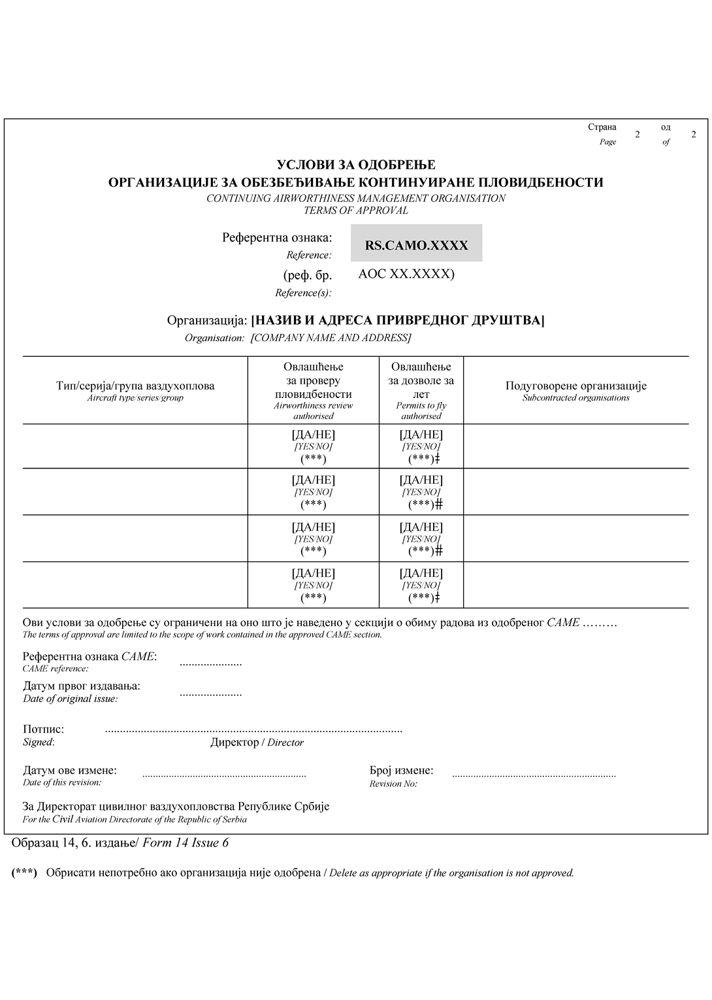 Страна 2 од 2
Page of
УСЛОВИ ЗА ОДОБРЕЊЕ
ОРГАНИЗАЦИЈЕ ЗА ОБЕЗБЕЂИВАЊЕ КОНТИНУИРАНЕ ПЛОВИДБЕНОСТИ
CONTINUING AIRWORTHINESS MANAGEMENT ORGANISATION
TERMS OF APPROVAL
Референтна ознака: RS.CAMO.XXXX
Reference:
(реф. бр. АОС XX.XXXX)
Reference(s):
Организација: [НАЗИВ И АДРЕСА ПРИВРЕДНОГ ДРУШТВА]
Organisation: [COMPANY NAME AND ADDRESS]
Тип/серија/група ваздухоплова
Aircraft type/series/group
Овлашћење
за проверу
пловидбености
Airworthiness review
authorised
Овлашћење
за дозволе за
лет
Permits to fly
authorised
Подуговорене организације
Subcontracted organisations
[ДА/НЕ] [ДА/НЕ]
[YES/NO] [YES/NO]
(***) (***)‡
[ДА/НЕ] [ДА/НЕ]
[YES/NO] [YES/NO]
(***) (***)#
[ДА/НЕ] [ДА/НЕ]
[YES/NO] [YES/NO]
(***) (***)#
[ДА/НЕ] [ДА/НЕ]
[YES/NO] [YES/NO]
(***) (***)‡
Ови услови за одобрење су ограничени на оно што је наведено у секцији о обиму радова из одобреног CAME ………
The terms of approval are limited to the scope of work contained in the approved CAME section.
Референтна ознака CAME: .....................
CAME reference:
Датум првог издавања: .....................
Date of original issue:
Потпис: .....................................................................................................
Signed: Директор / Director
Датум ове измене: ............................................................... Број измене: ...............................................................
Date of this revision: Revision No:
За Директорат цивилног ваздухопловства Републике Србије
For the Civil Aviation Directorate of the Republic of Serbia
Образац 14, 6. издање/ Form 14 Issue 6
(***) Обрисати непотребно ако организација није одобрена / Delete as appropriate if the organisation is not approved.